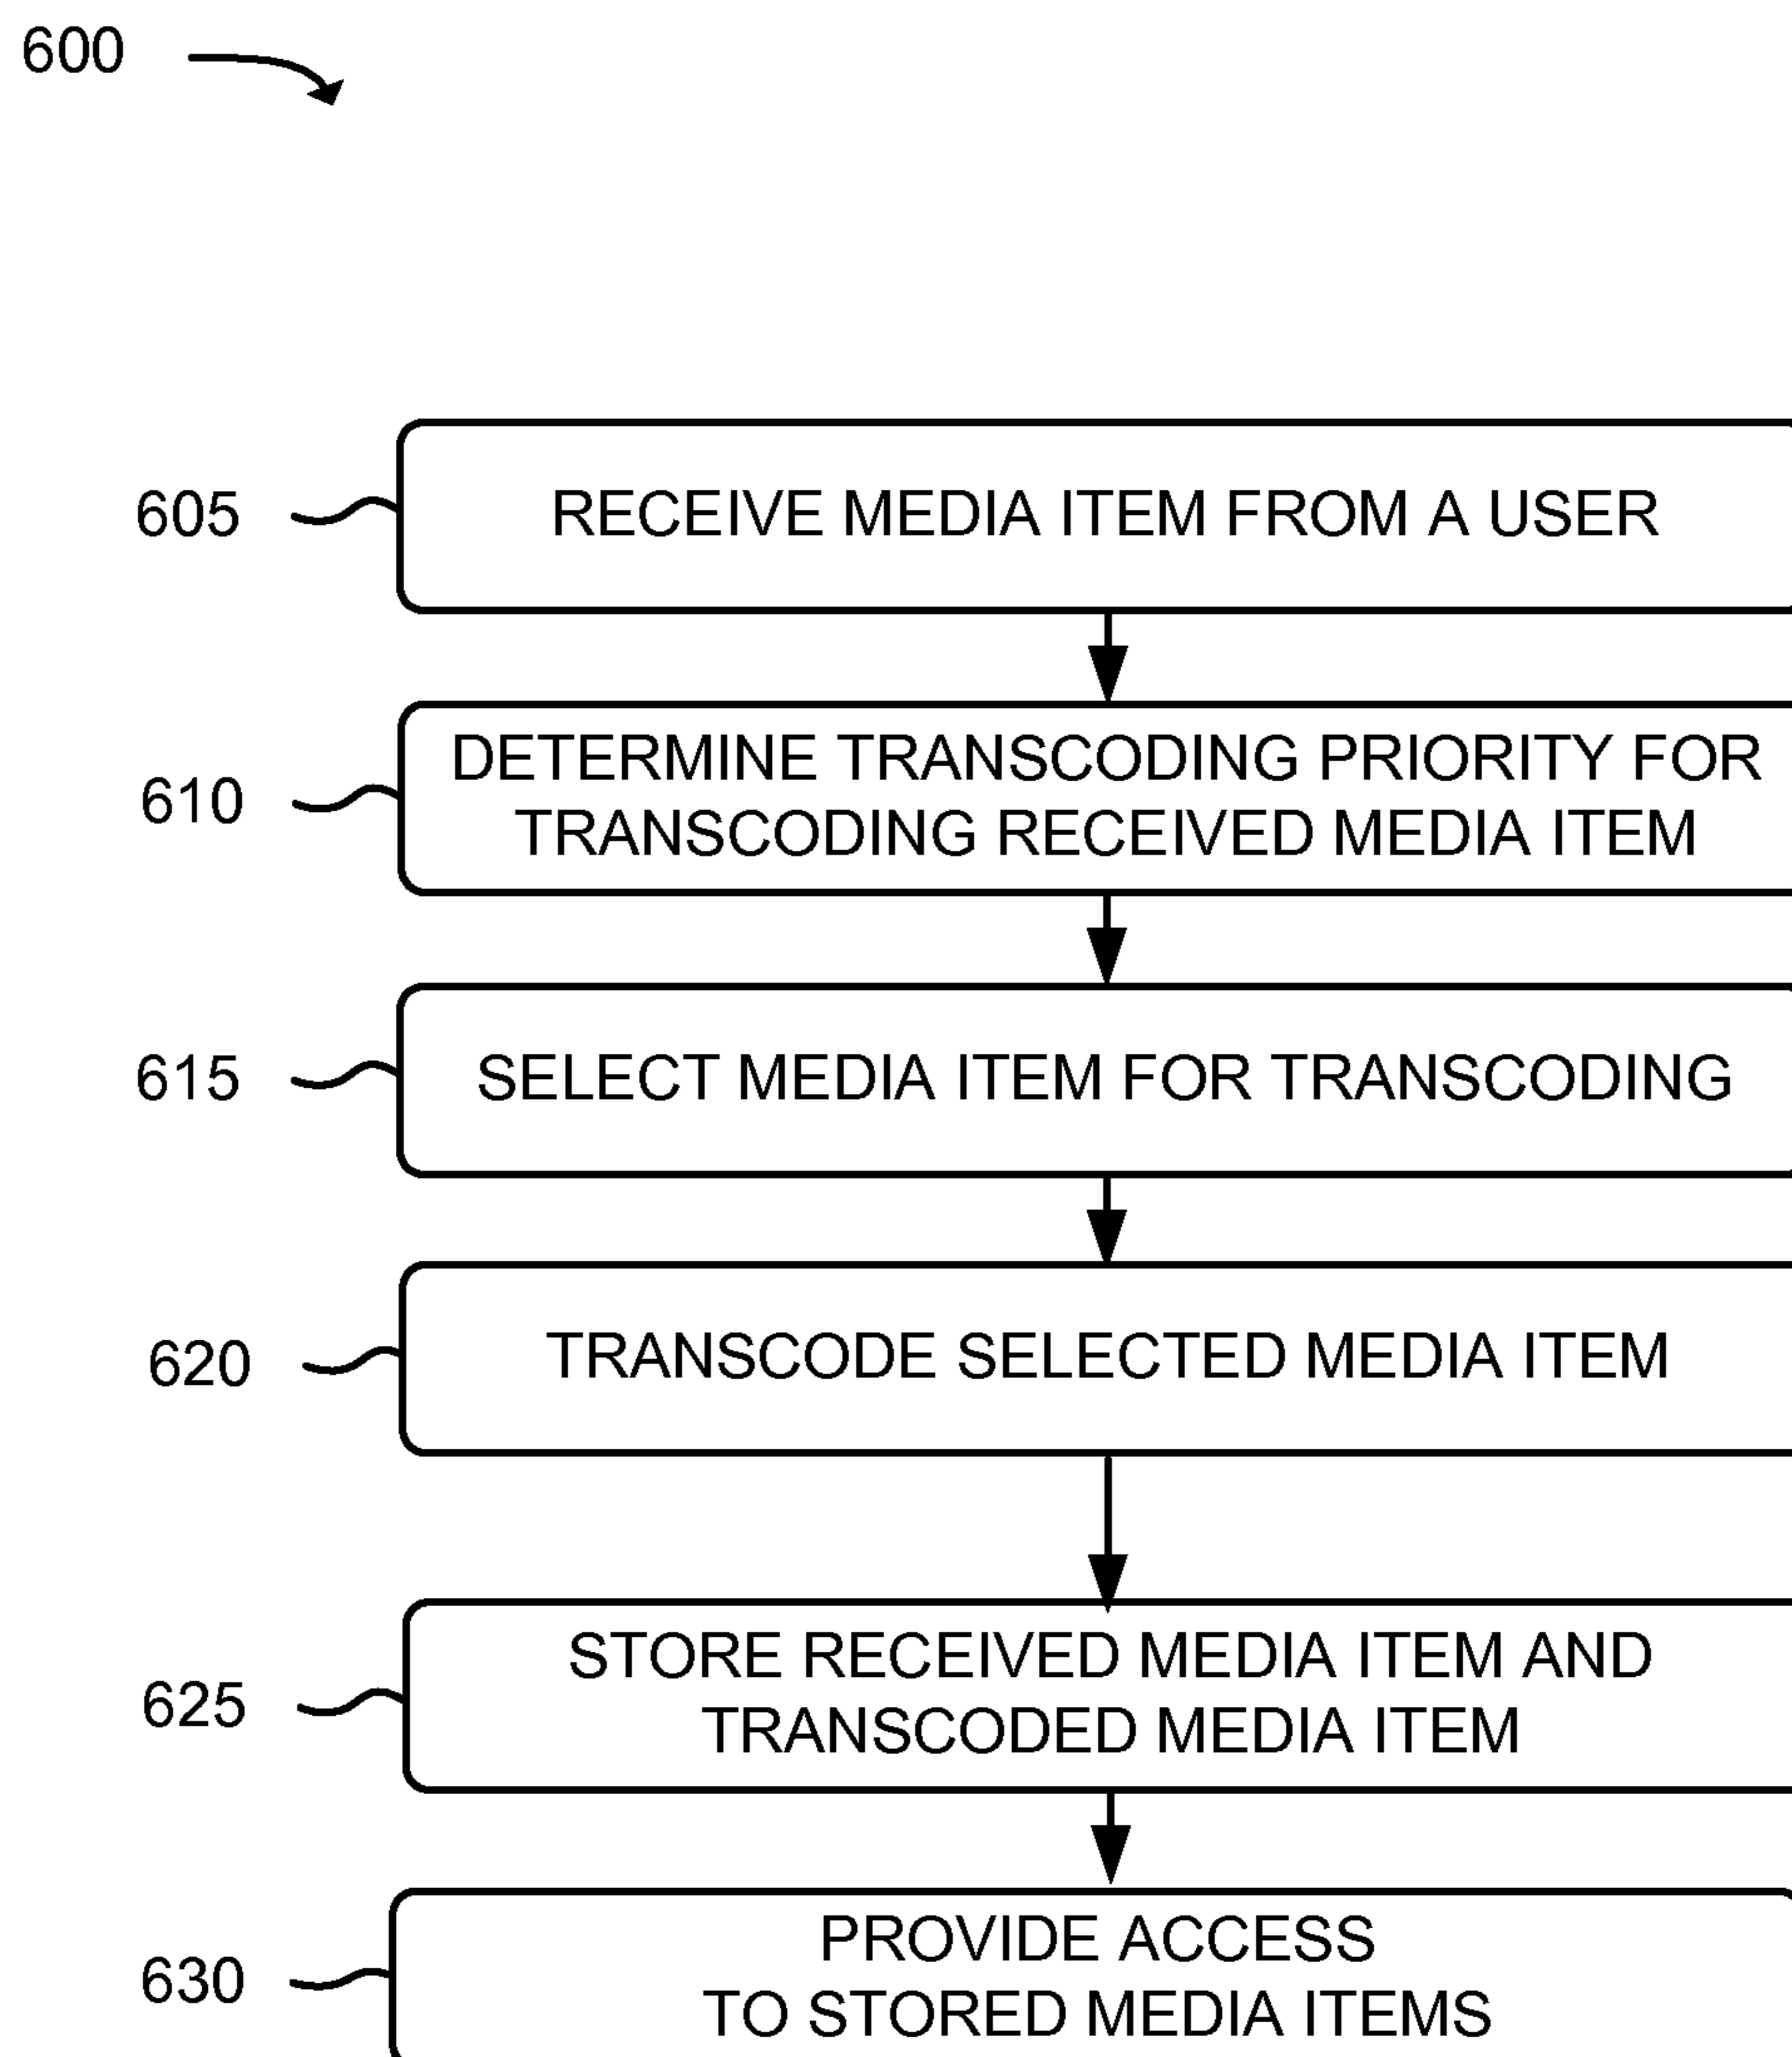 600
605
RECEIVE MEDIA ITEM FROM A USER
610
DETERMINE TRANSCODING PRIORITY FOR
TRANSCODING RECEIVED MEDIA ITEM
615
SELECT MEDIA ITEM FOR TRANSCODING
620
TRANSCODE SELECTED MEDIA ITEM
625
STORE RECEIVED MEDIA ITEM AND
TRANSCODED MEDIA ITEM
630
PROVIDE ACCESS
TO STORED MEDIA ITEMS